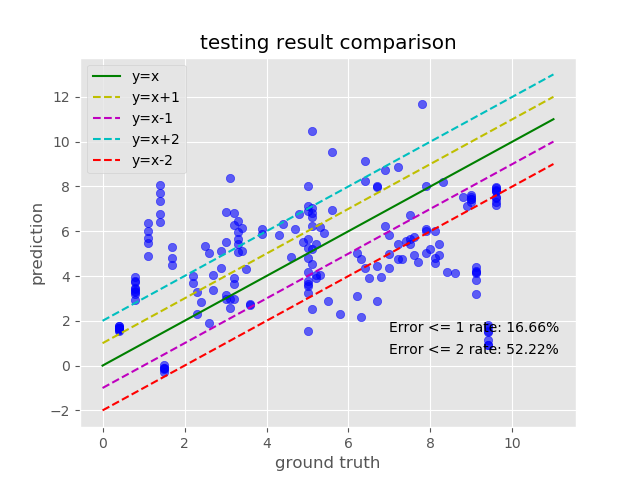 testing result comparison
y=x
y=x+1
y=x-1
y=x+2
y=x-2
12
10
8
6
4
2
0
−2
prediction
Error <= 1 rate: 16.66%
Error <= 2 rate: 52.22%
0 2 4 6 8 10
ground truth